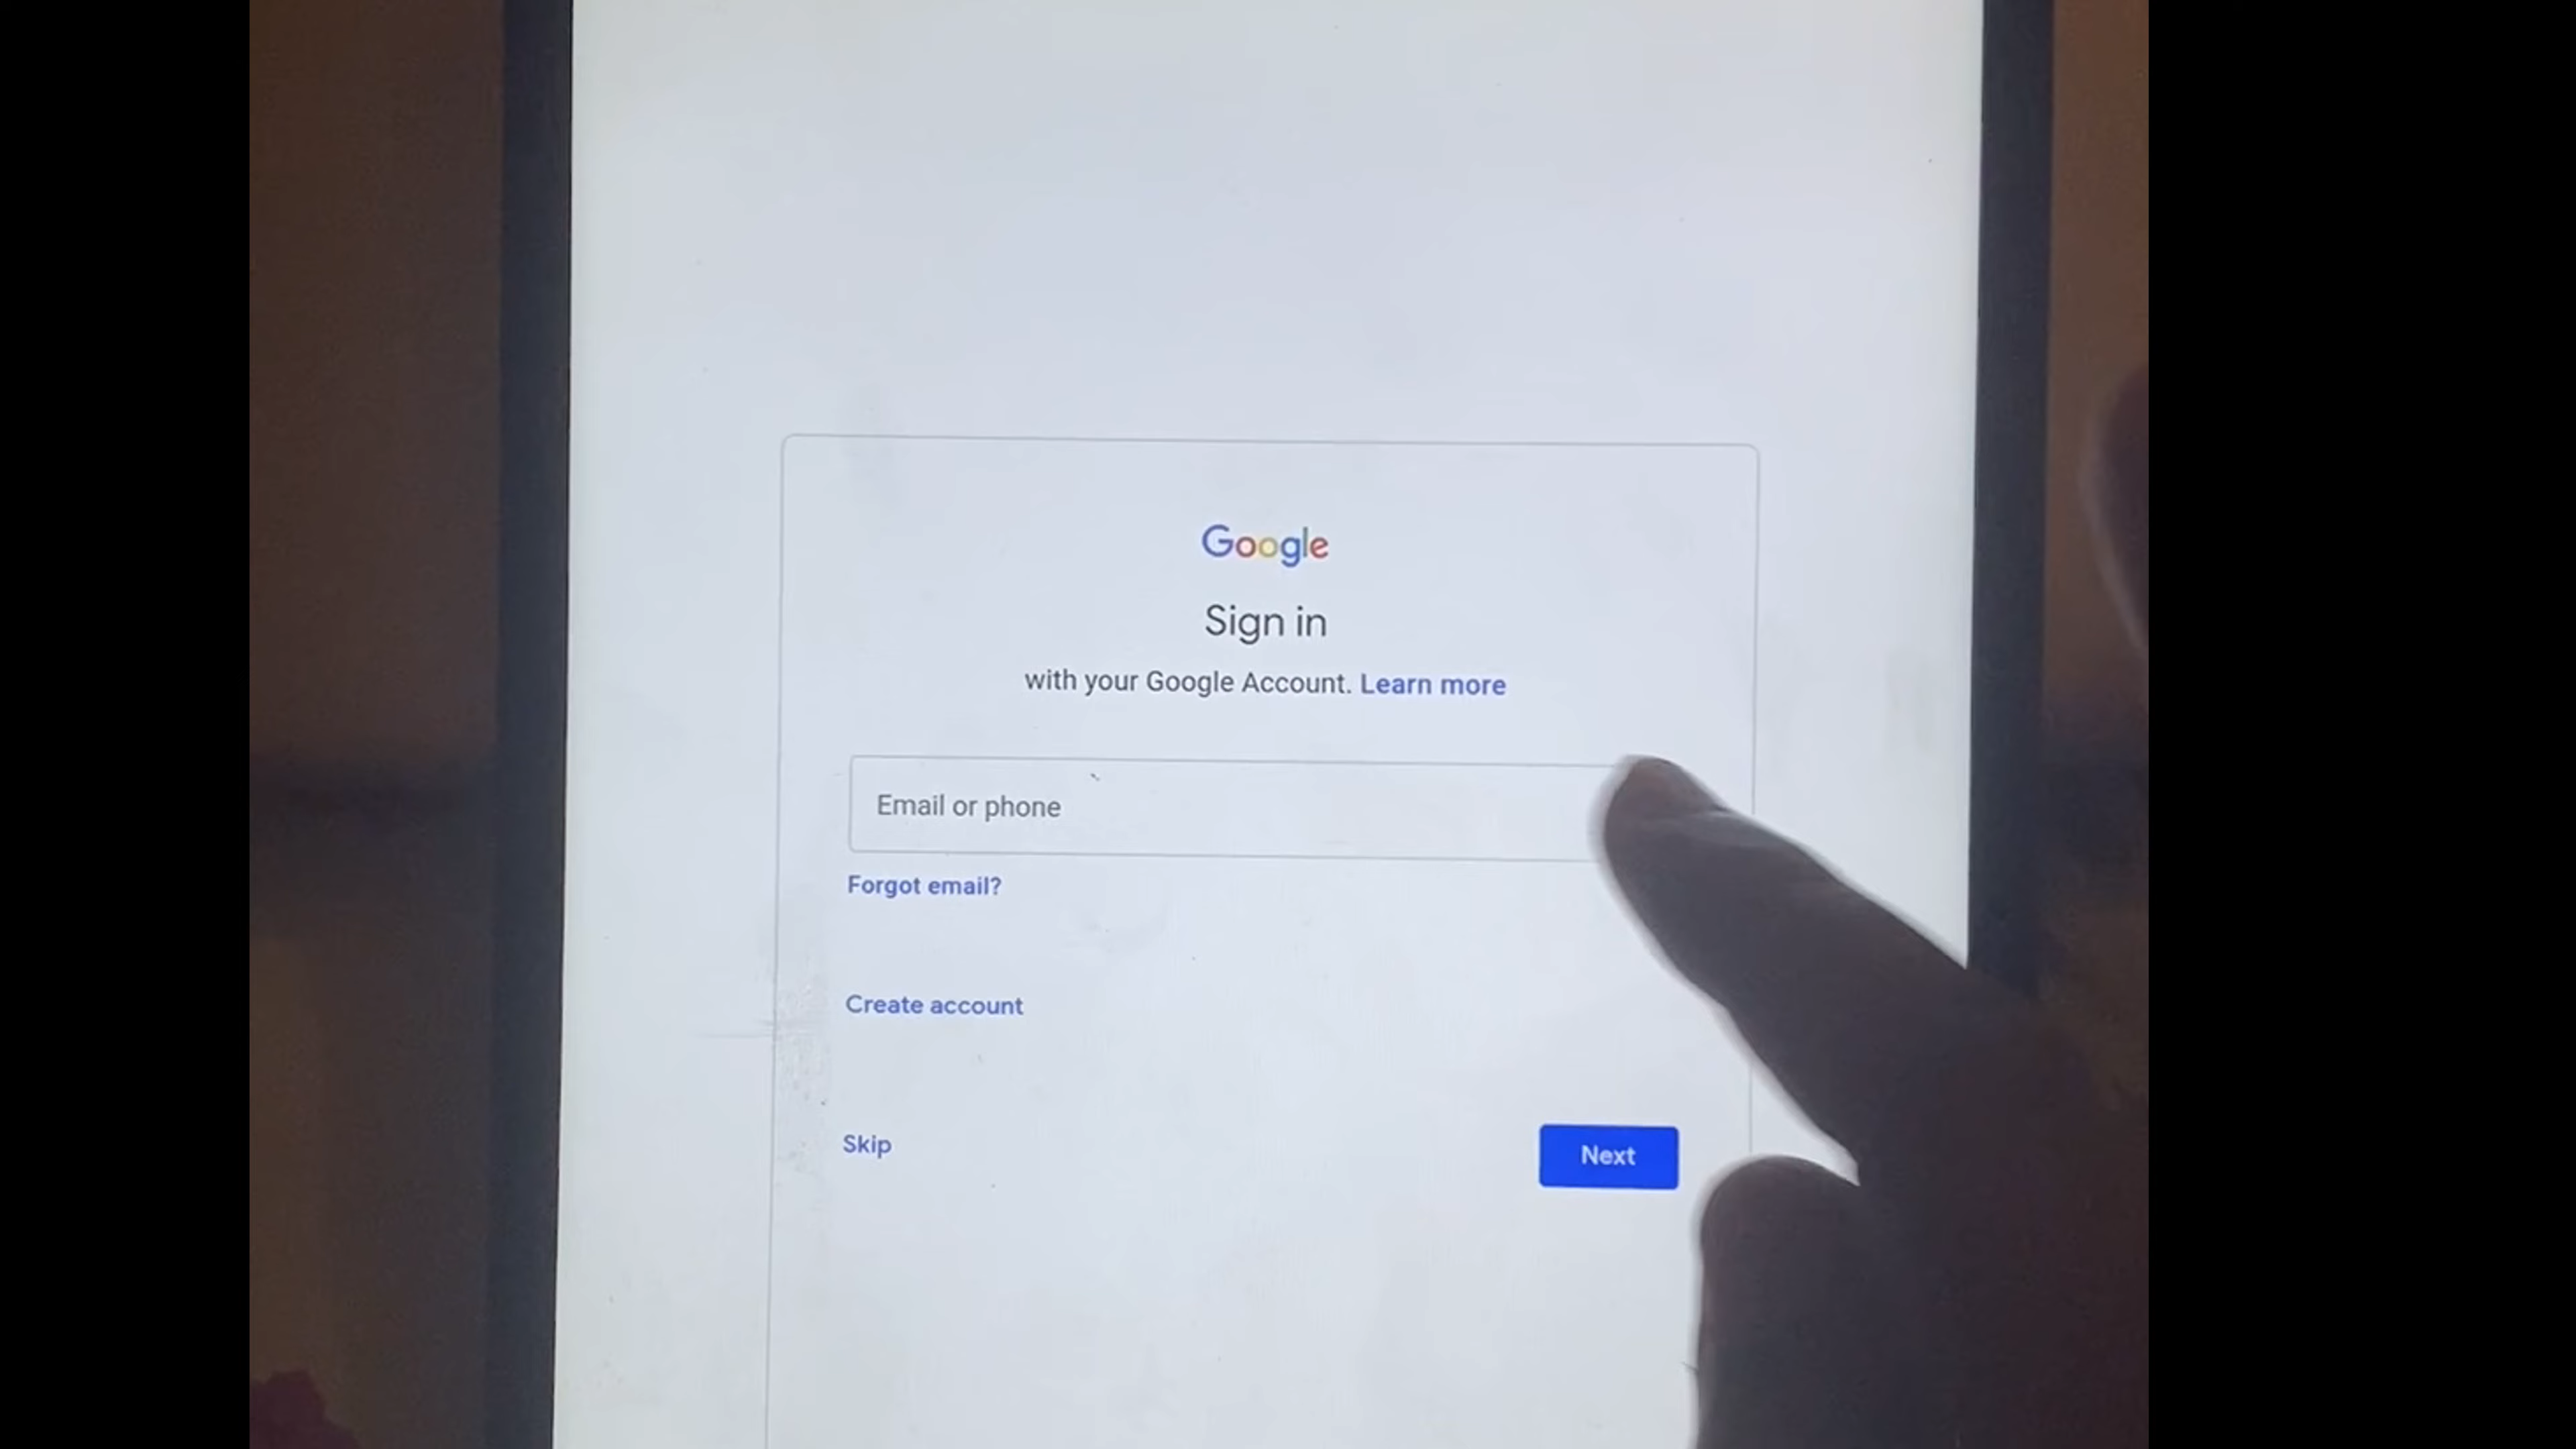 Google
Sign in
with your Google Account. Learn more
Email or phone
Forgot email?
Create account
Skip
Next